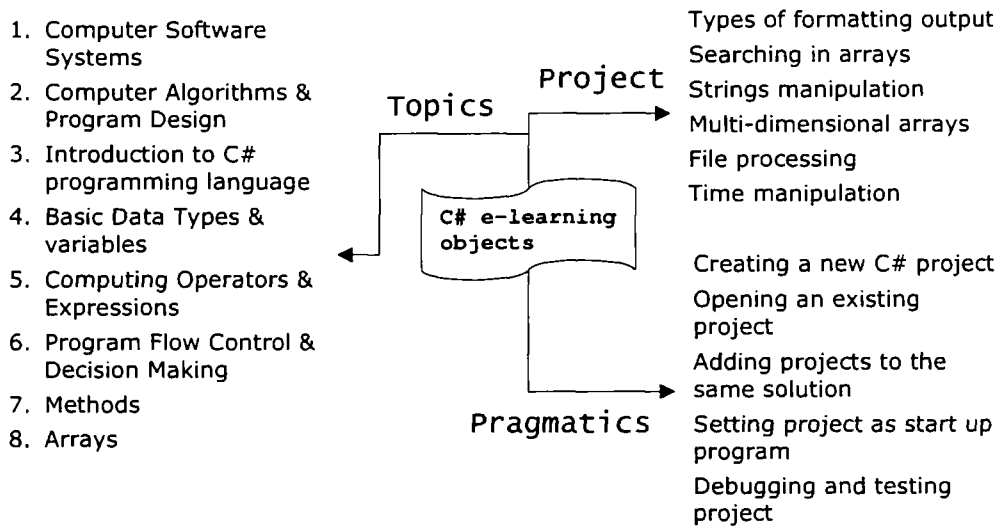 1. Computer Software
Systems
2. Computer Algorithms &
Program Design
3. Introduction to C#
programming language
4. Basic Data Types &
variables
5. Computing Operators &
Expressions
6. Program Flow Control &
Decision Making
7. Methods
8. Arrays
Topics
Project
C# e-learning
objects
Pragmatics
Types of formatting output
Searching in arrays
Strings manipulation
Multi-dimensional arrays
File processing
Time manipulation
Creating a new C# project
Opening an existing
project
Adding projects to the
same solution
Setting project as start up
program
Debugging and testing
project